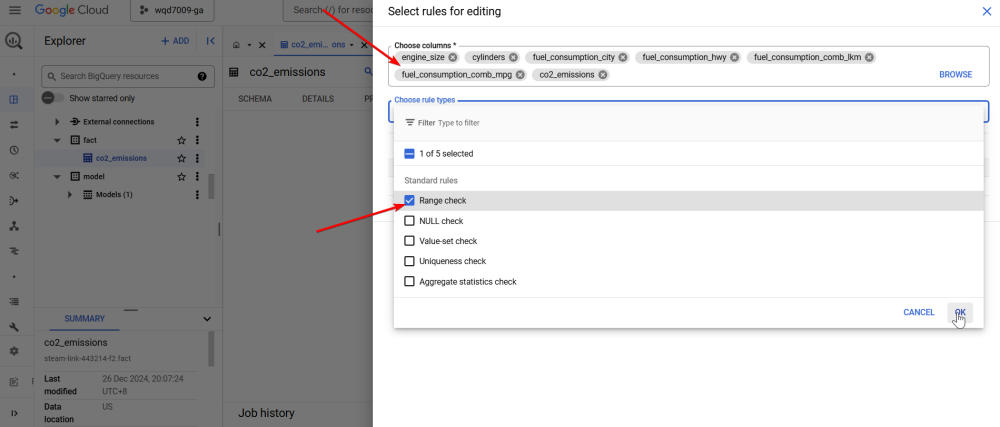 Google Cloud
wqd7009-ga
Search (/) for resou
Select rules for editing
Explorer
+ ADD
co2_emi... ons
Search BigQuery resources
Show starred only
External connections
fact
co2_emissions
model
Models (1)
co2_emissions
SCHEMA
DETAILS
PR
Choose columns *
engine_size
cylinders
fuel_consumption_city
fuel_consumption_hwy
fuel_consumption_comb_lkm
fuel_consumption_comb_mpg
co2_emissions
BROWSE
Choose rule types
Filter Type to filter
1 of 5 selected
Standard rules
Range check
NULL check
Value-set check
Uniqueness check
Aggregate statistics check
CANCEL
OK
SUMMARY
co2_emissions
steam-link-443214-f2.fact
Last modified
26 Dec 2024, 20:07:24 UTC+8
Data location
US
Job history